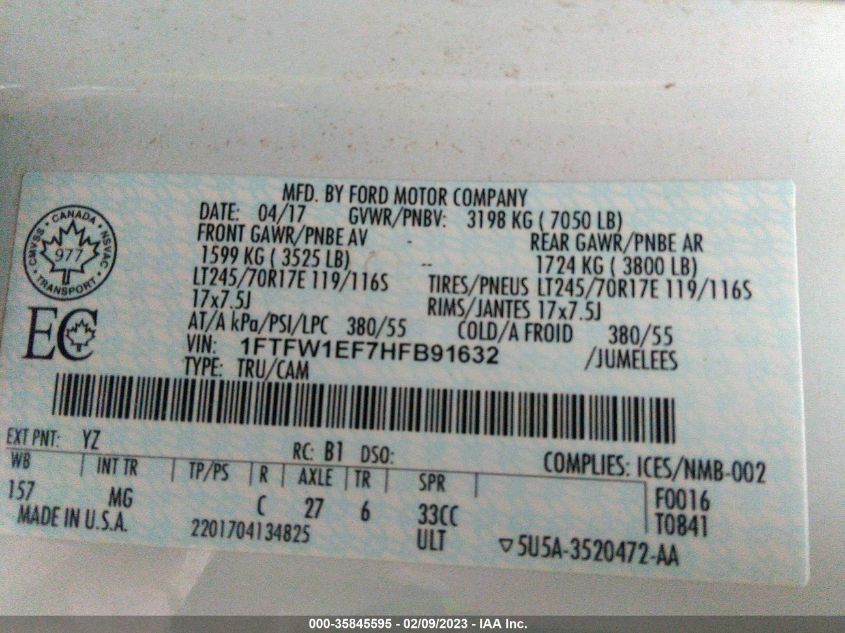 MFD. BY FORD MOTOR COMPANY
DATE: 04/17 GVWR/PNBV: 3198 KG ( 7050 LB)
FRONT GAWR/PNBE AV REAR GAWR/PNBE AR
1599 KG ( 3525 LB) -- 1724 KG ( 3800 LB)
LT245/70R17E 119/116S TIRES/PNEUS LT245/70R17E 119/116S
17x7.5J RIMS/JANTES 17x7.5J
AT/A kPa/PSI/LPC 380/55 COLD/A FROID 380/55
VIN: 1FTFW1EF7HFB91632 /JUMELEES
TYPE: TRU/CAM
CANADA
CMVSS 977 NSVAC
TRANSPORT
EC
EXT PNT: YZ RC: B1 DSO: COMPLIES: ICES/NMB-002
WB INT TR TP/PS R AXLE TR SPR F0016
157 MG C 27 6 33CC T0841
MADE IN U.S.A. 2201704134825 ULT ▽5U5A-3520472-AA
000-35845595 - 02/09/2023 - IAA Inc.